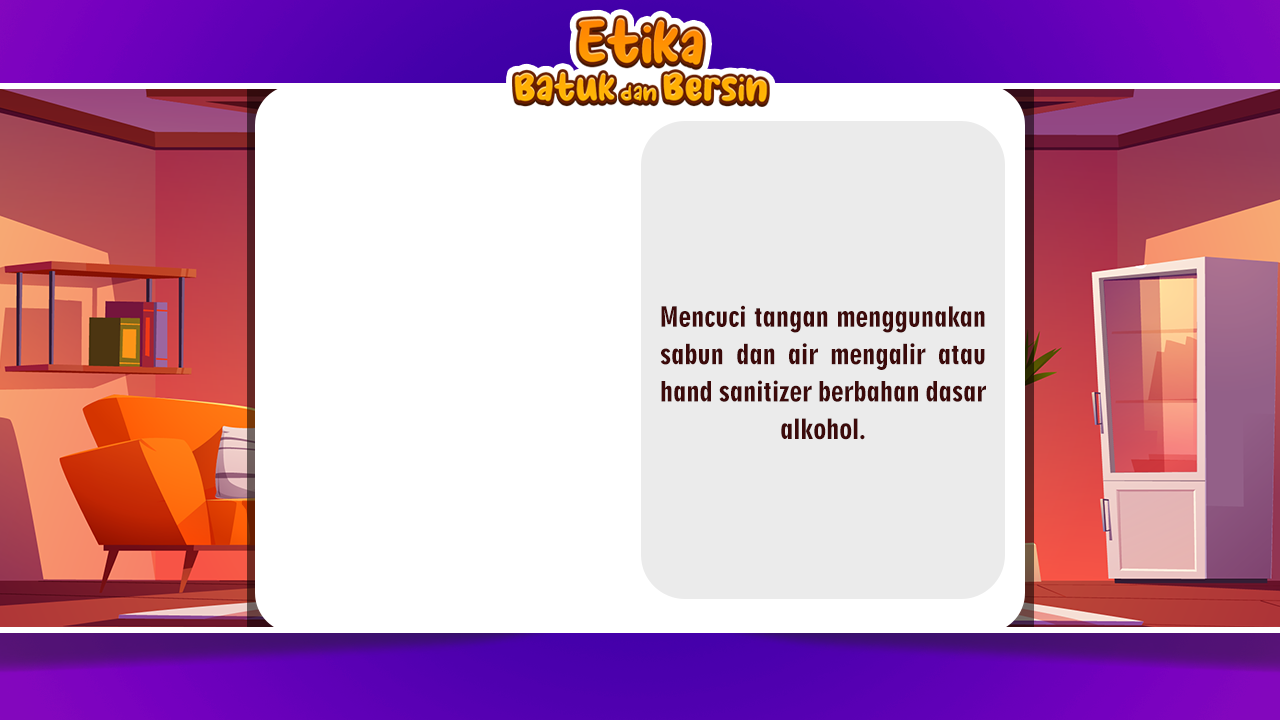 Etika
Batuk dan Bersin
Mencuci tangan menggunakan
sabun dan air mengalir atau
hand sanitizer berbahan dasar
alkohol.